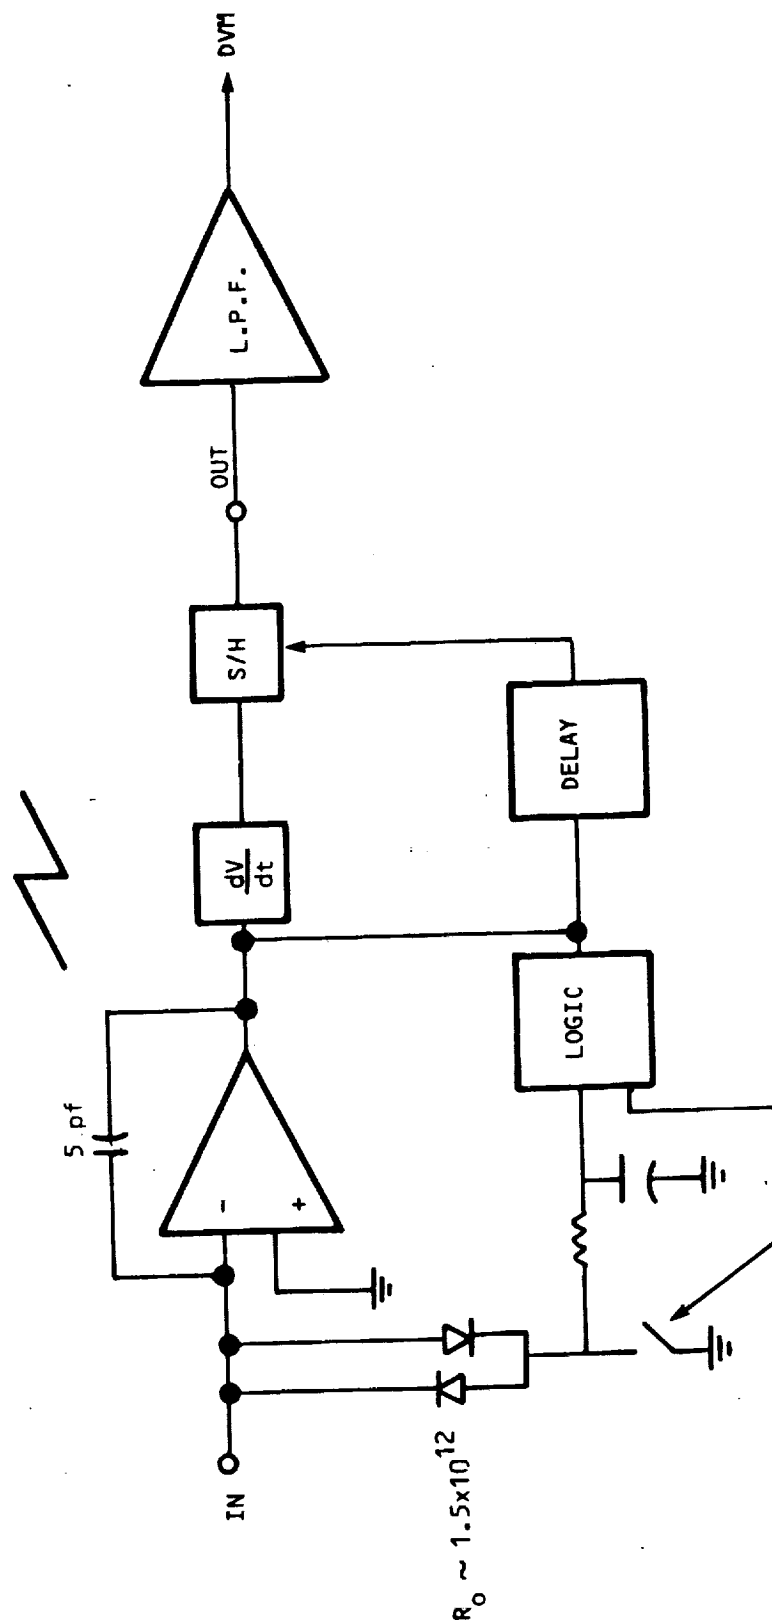 IN
R₀ ~ 1.5x10¹²
5 pf
-
+
dV
dt
S/H
OUT
L.P.F.
DVM
LOGIC
DELAY